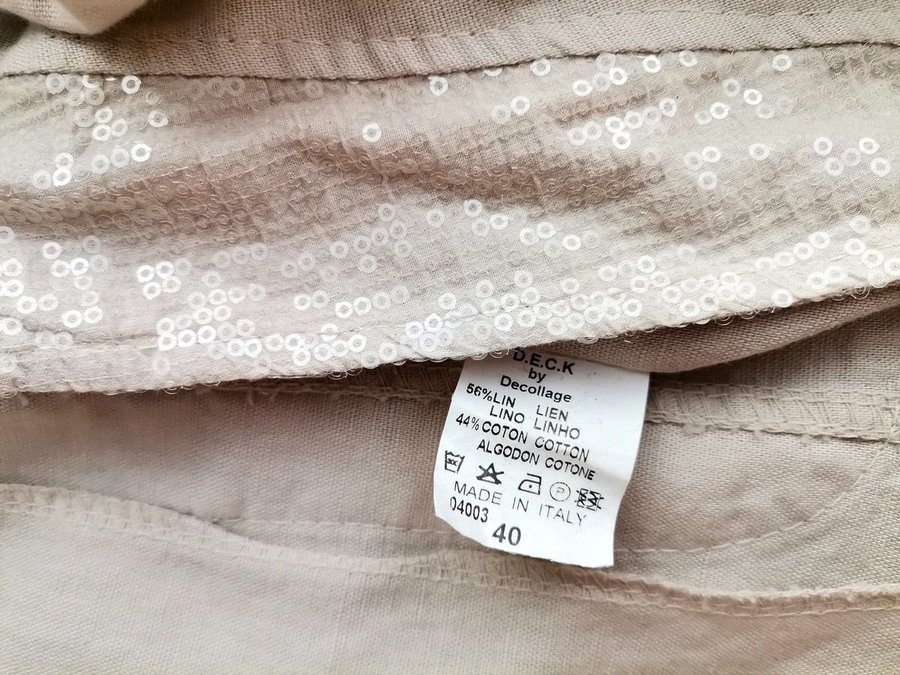 D.E.C.K
by
Decollage
56%LIN LIEN
LINO LINHO
44%COTON COTTON
ALGODON COTONE
P
MADE IN ITALY
04003 40